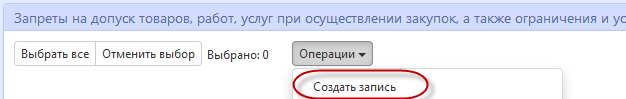 Запреты на допуск товаров, работ, услуг при осуществлении закупок, а также ограничения и
Выбрать все Отменить выбор Выбрано: 0 Операции
Создать запись